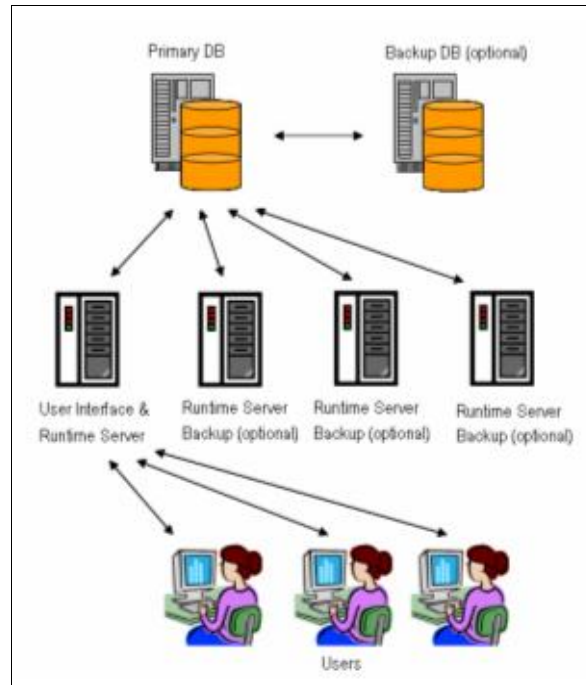 Primary DB
Backup DB (optional)
User Interface &
Runtime Server
Runtime Server
Backup (optional)
Runtime Server
Backup (optional)
Runtime Server
Backup (optional)
Users